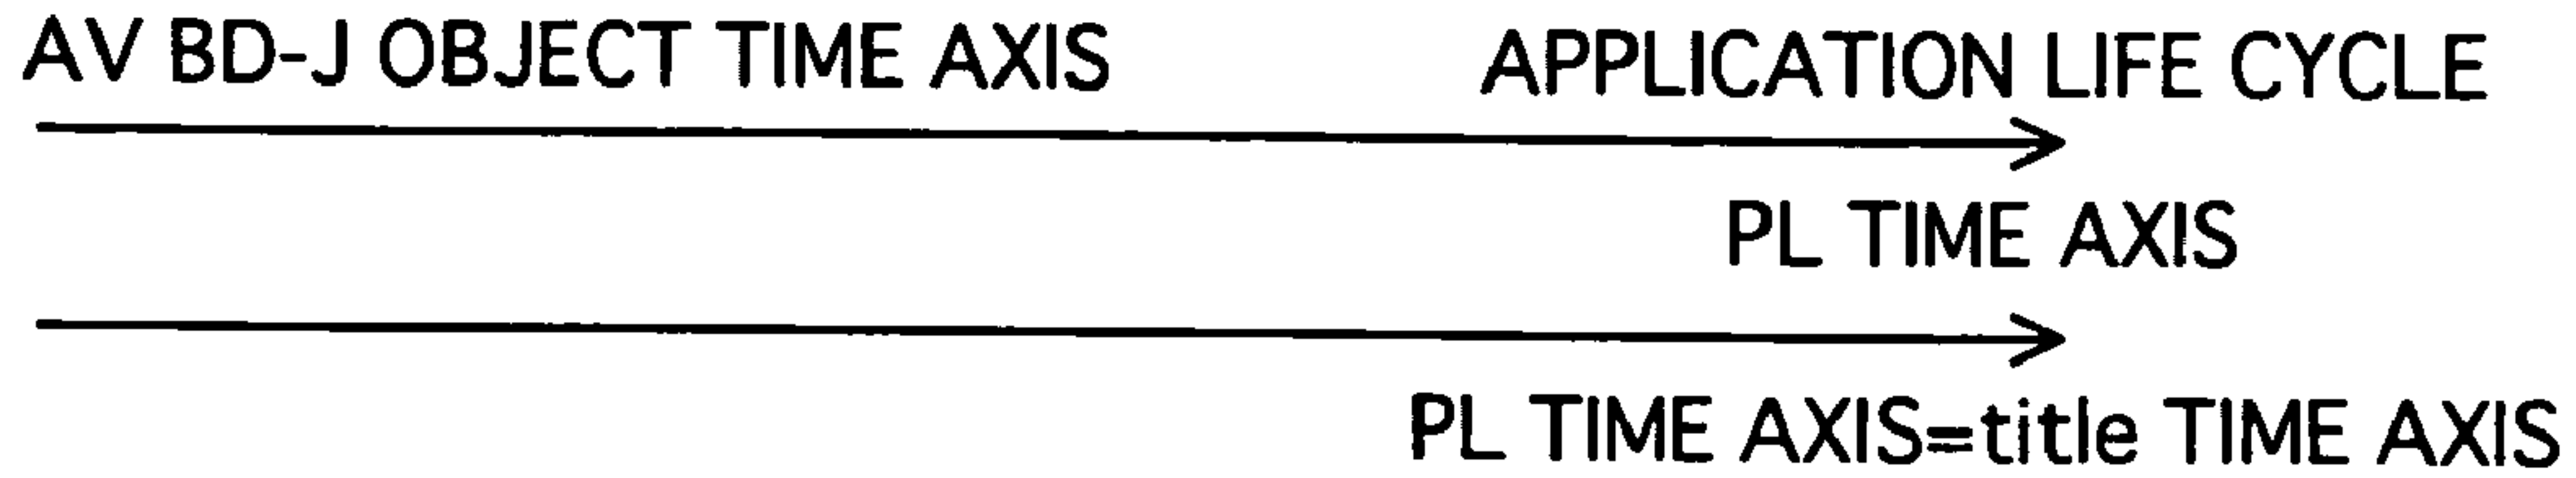 AV BD-J OBJECT TIME AXIS
APPLICATION LIFE CYCLE
PL TIME AXIS
PL TIME AXIS=title TIME AXIS